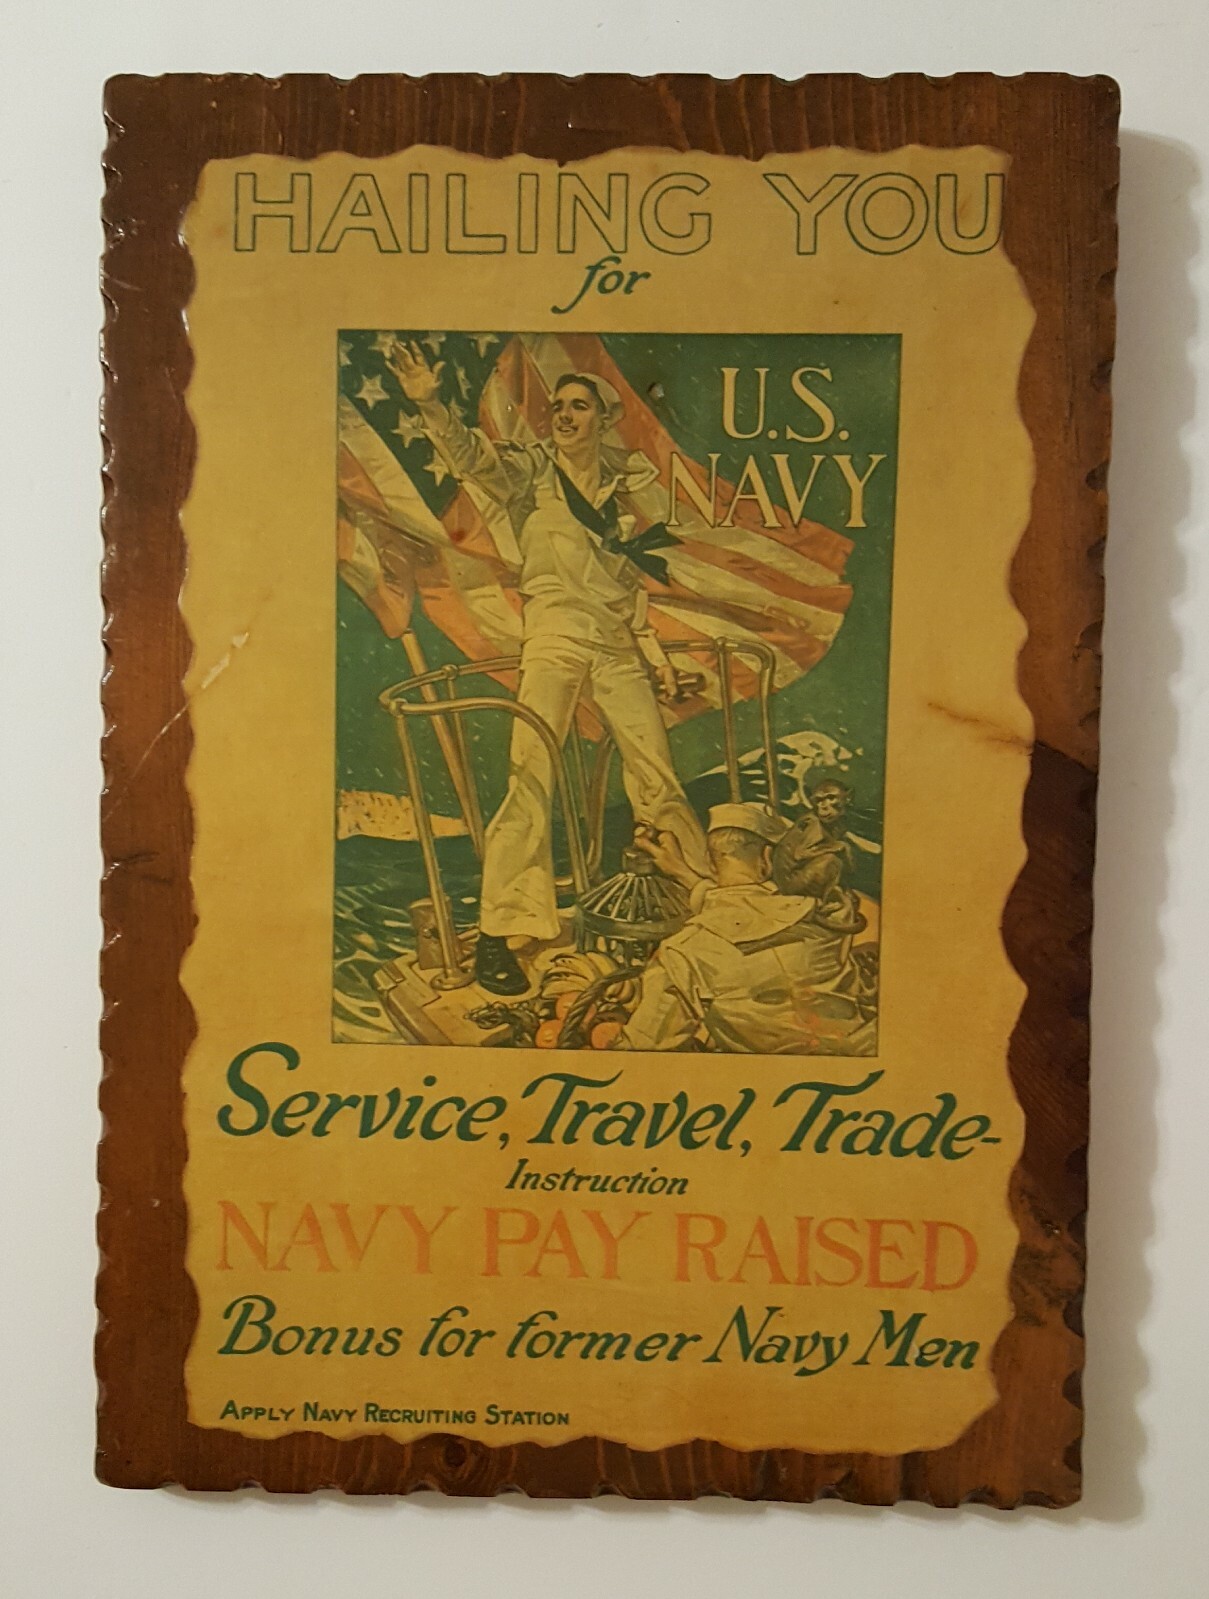 HAILING YOU
for
U.S.
NAVY
Service, Travel, Trade-
Instruction
NAVY PAY RAISED
Bonus for former Navy Men
APPLY NAVY RECRUITING STATION